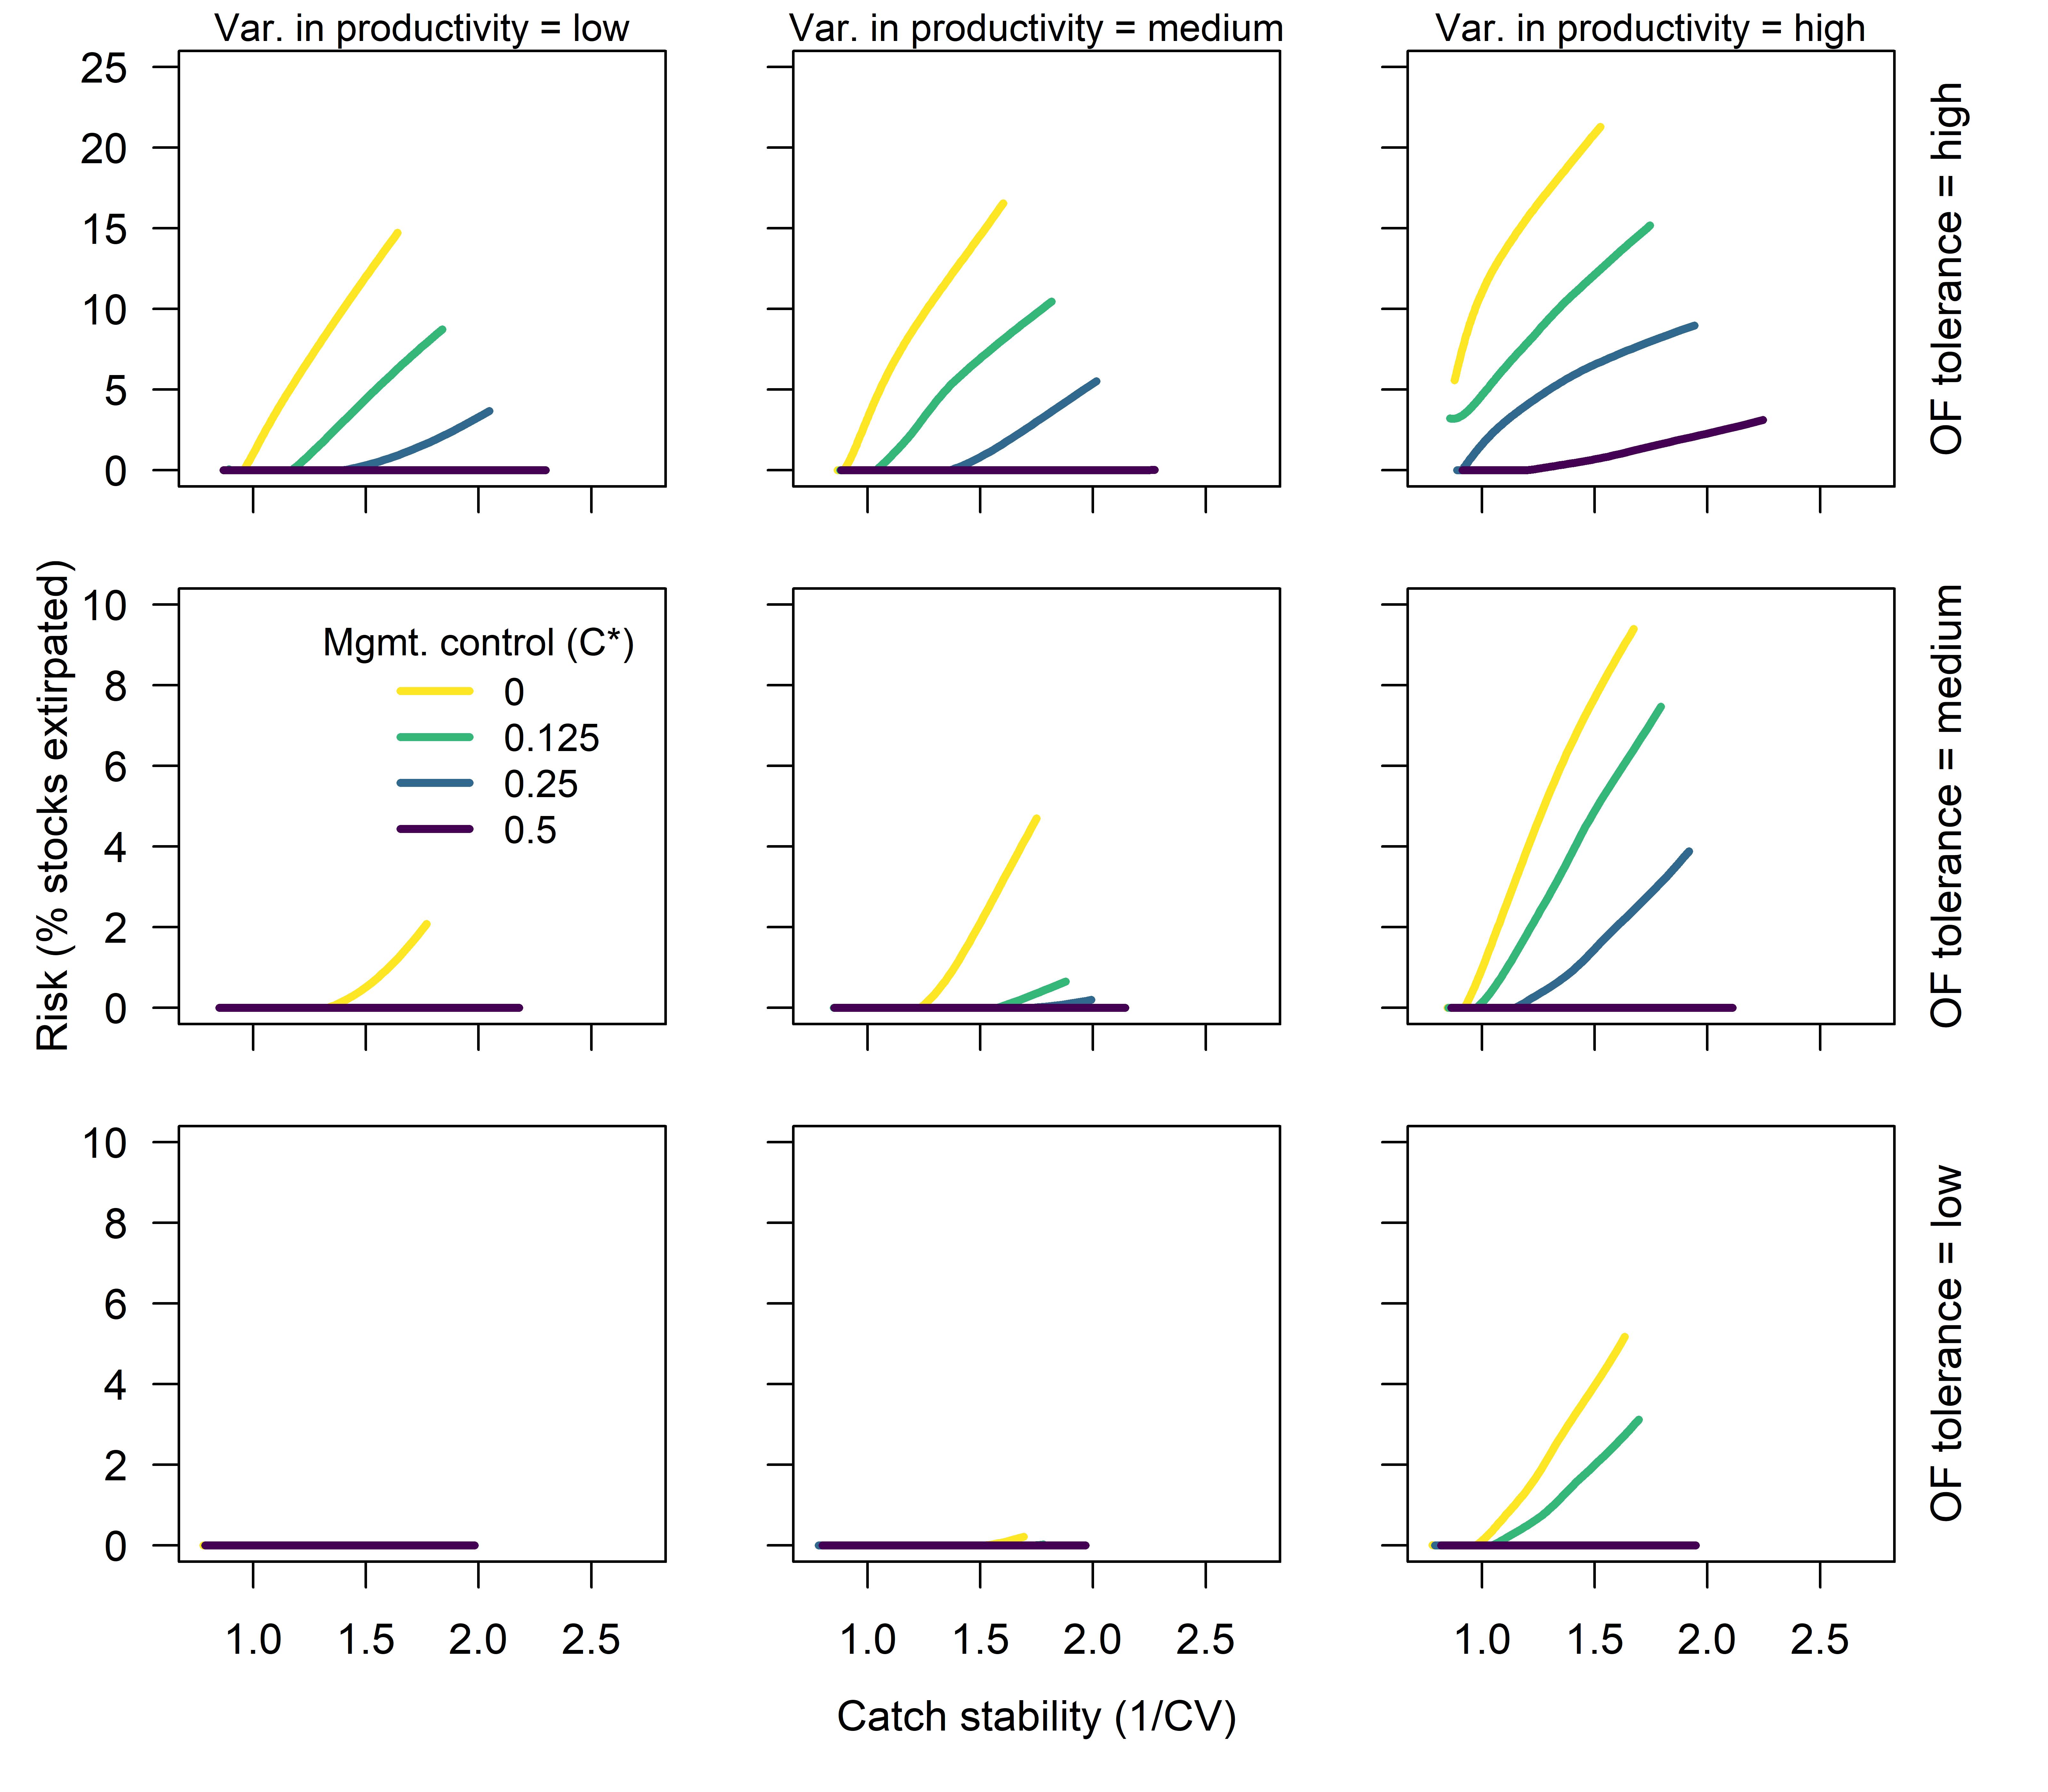 Var. in productivity = low
Var. in productivity = medium
Var. in productivity = high
25
20
15
10
5
0
OF tolerance = high
Risk (% stocks extirpated)
10
8
6
4
2
0
Mgmt. control (C*)
0
0.125
0.25
0.5
OF tolerance = medium
10
8
6
4
2
0
OF tolerance = low
1.0 1.5 2.0 2.5
1.0 1.5 2.0 2.5
1.0 1.5 2.0 2.5
Catch stability (1/CV)